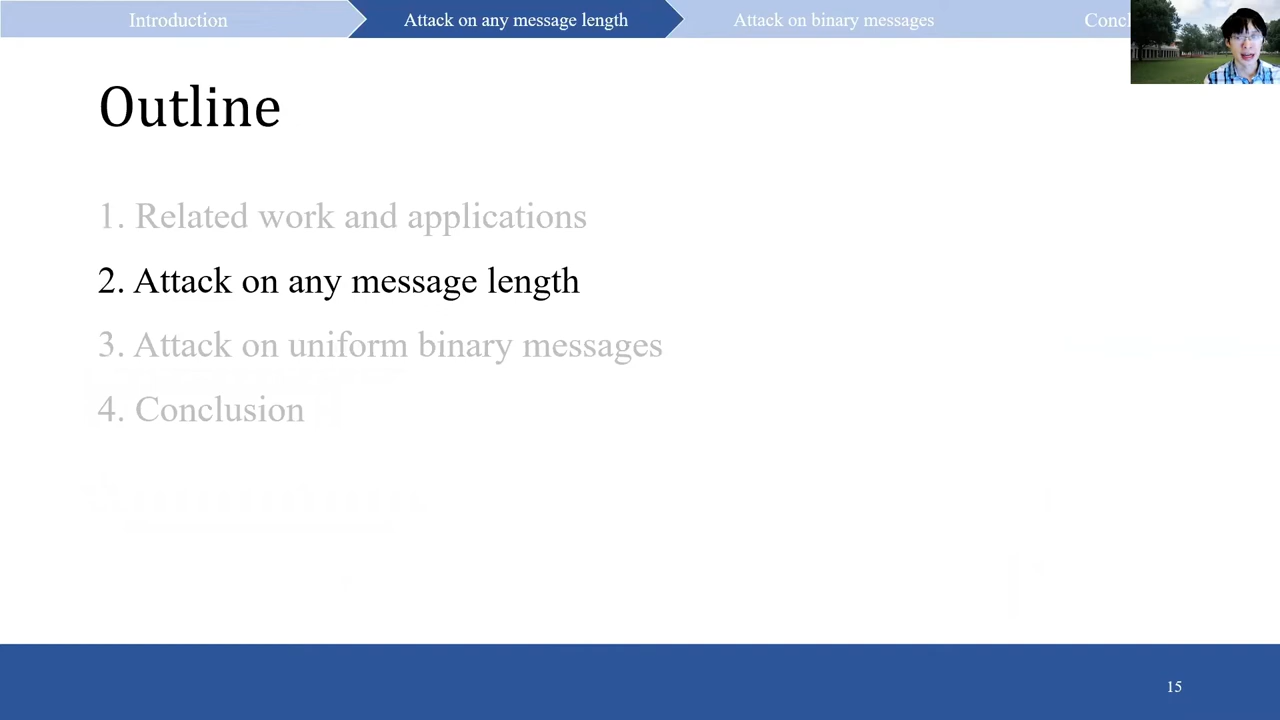 Introduction
Attack on any message length
Attack on binary messages
Outline
1. Related work and applications
2. Attack on any message length
3. Attack on uniform binary messages
4. Conclusion
15